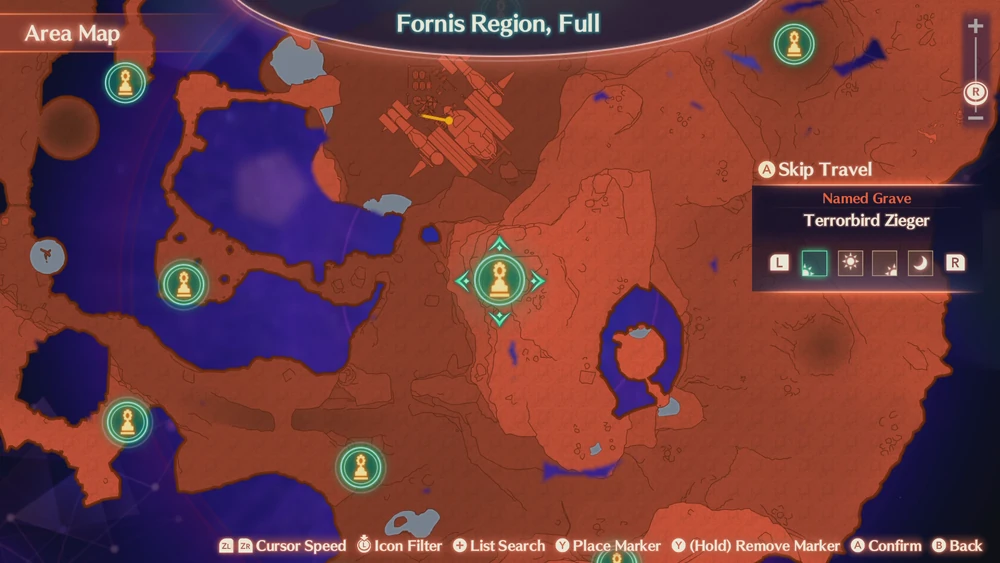 Area Map
Fornis Region, Full
+
R
−
A Skip Travel
Named Grave
Terrorbird Zieger
L R
ZL ZR Cursor Speed L Icon Filter + List Search Y Place Marker Y (Hold) Remove Marker A Confirm B Back